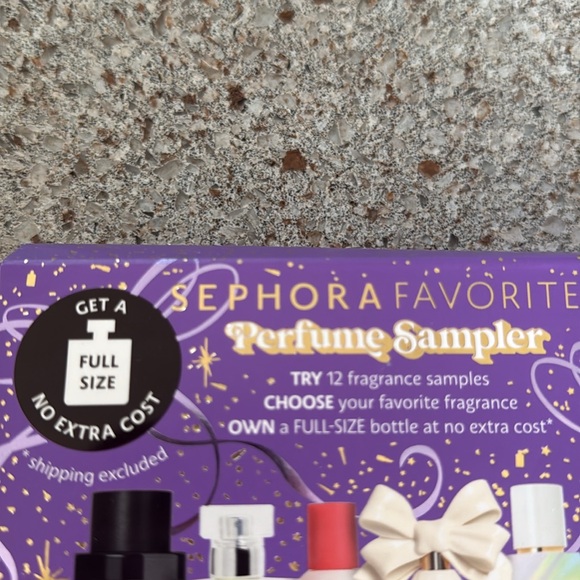 SEPHORA FAVORITE
Perfume Sampler
TRY 12 fragrance samples
CHOOSE your favorite fragrance
OWN a FULL-SIZE bottle at no extra cost*
GET A
FULL
SIZE
NO EXTRA COST
*shipping excluded